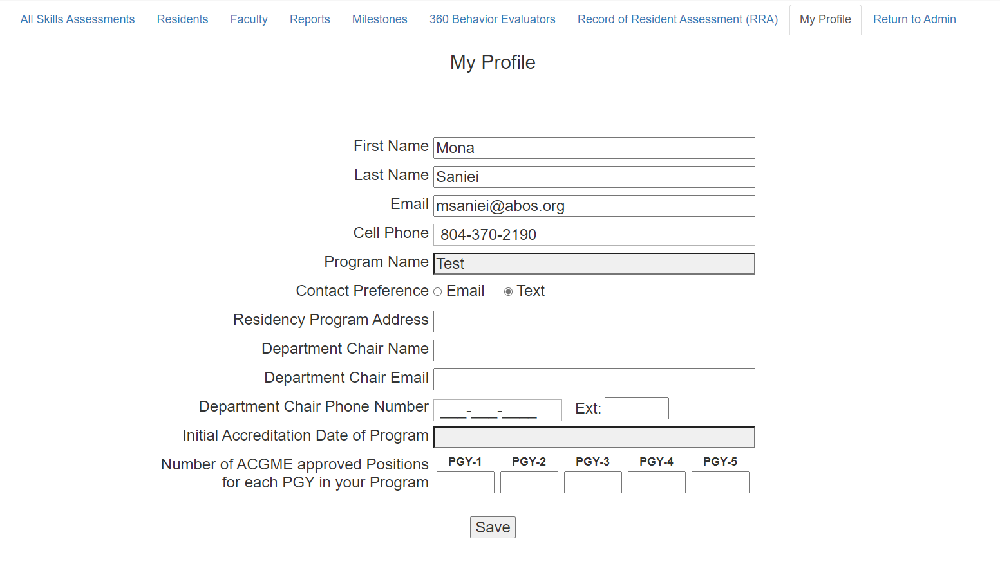 All Skills Assessments Residents Faculty Reports Milestones 360 Behavior Evaluators Record of Resident Assessment (RRA) My Profile Return to Admin
My Profile
First Name Mona
Last Name Saniei
Email msaniei@abos.org
Cell Phone 804-370-2190
Program Name Test
Contact Preference Email Text
Residency Program Address
Department Chair Name
Department Chair Email
Department Chair Phone Number ___-___-____ Ext:
Initial Accreditation Date of Program
Number of ACGME approved Positions PGY-1 PGY-2 PGY-3 PGY-4 PGY-5
for each PGY in your Program
Save